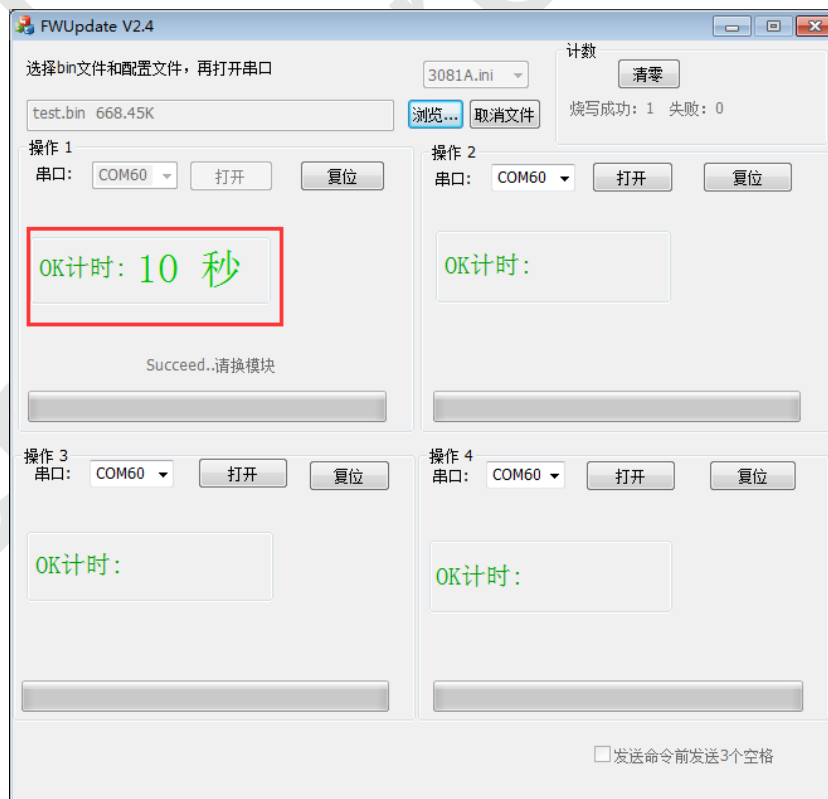 FWUpdate V2.4
选择bin文件和配置文件，再打开串口
3081A.ini
计数
清零
test.bin 668.45K
浏览...
取消文件
烧写成功: 1 失败: 0
操作 1
串口: COM60 打开 复位
OK计时: 10 秒
Succeed..请换模块
操作 2
串口: COM60 打开 复位
OK计时:
操作 3
串口: COM60 打开 复位
OK计时:
操作 4
串口: COM60 打开 复位
OK计时:
发送命令前发送3个空格